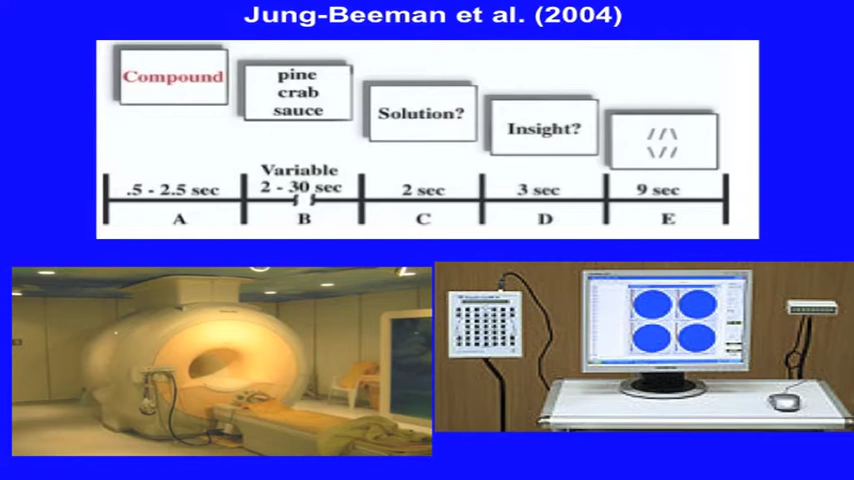 Jung-Beeman et al. (2004)
Compound
pine
crab
sauce
Solution?
Insight?
//\
\//
Variable
.5 - 2.5 sec
2 - 30 sec
2 sec
3 sec
9 sec
A
B
C
D
E